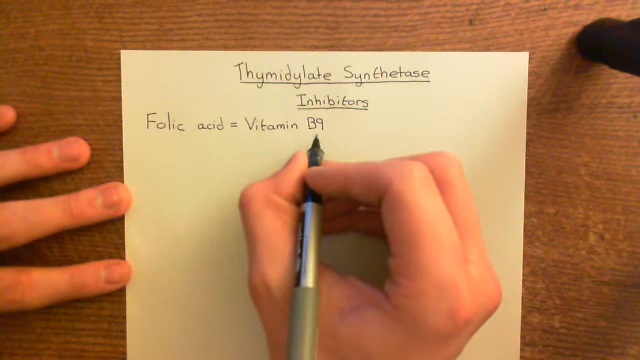 Thymidylate Synthetase
Inhibitors
Folic acid = Vitamin B9